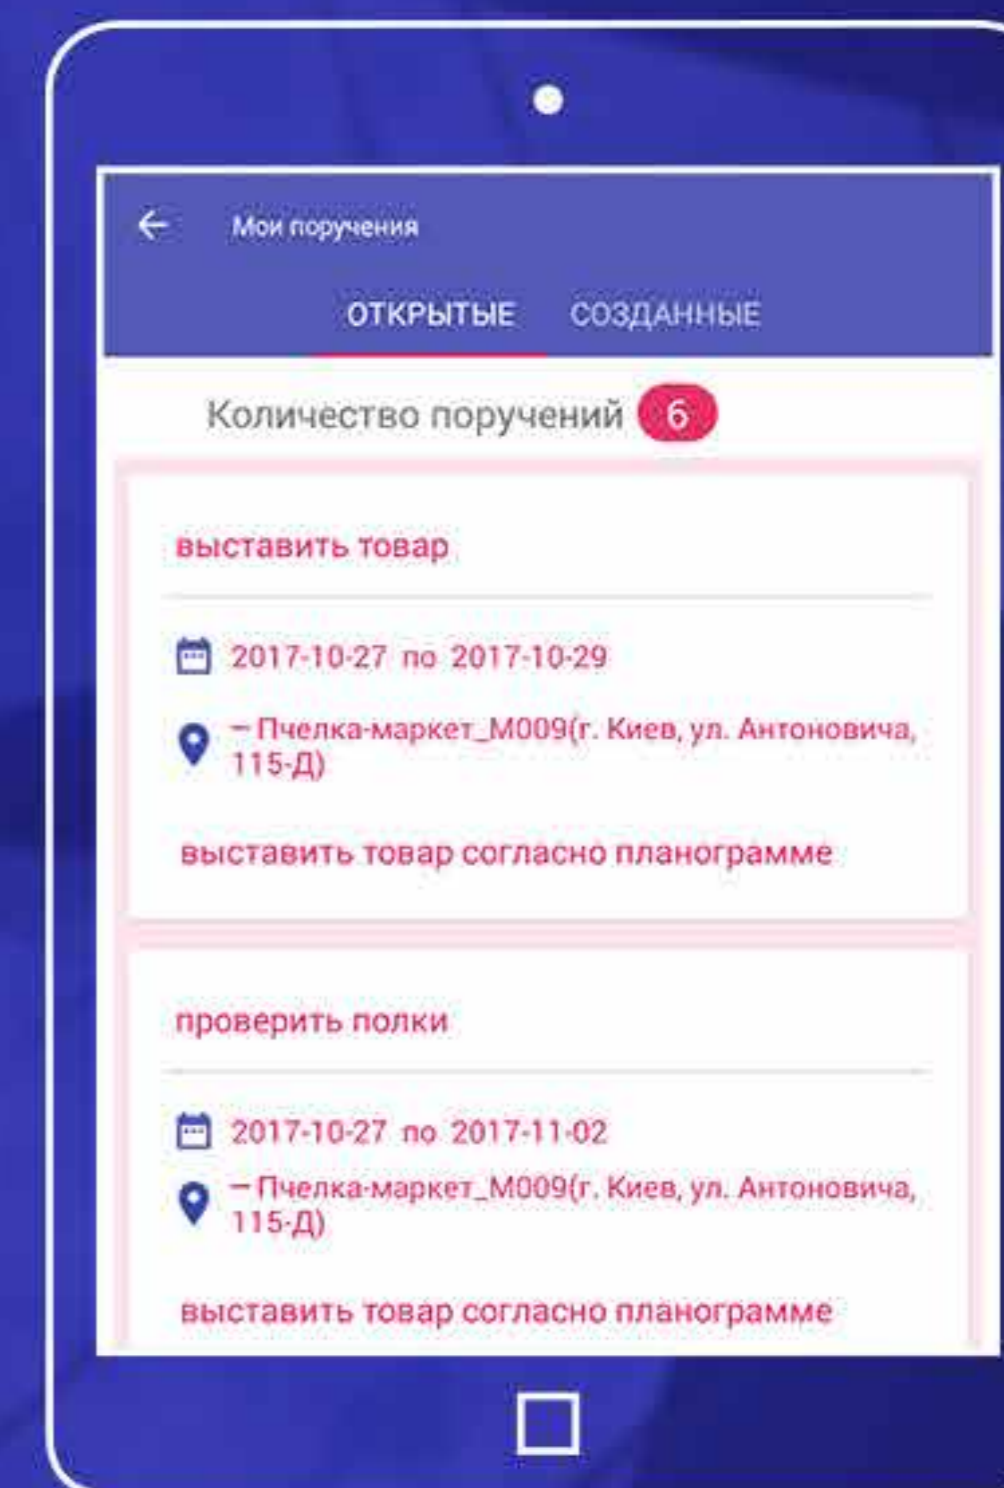 Мои поручения
ОТКРЫТЫЕ СОЗДАННЫЕ
Количество поручений 6
выставить товар
2017-10-27 по 2017-10-29
— Пчелка-маркет_М009(г. Киев, ул. Антоновича,
115-Д)
выставить товар согласно планограмме
проверить полки
2017-10-27 по 2017-11-02
— Пчелка-маркет_М009(г. Киев, ул. Антоновича,
115-Д)
выставить товар согласно планограмме